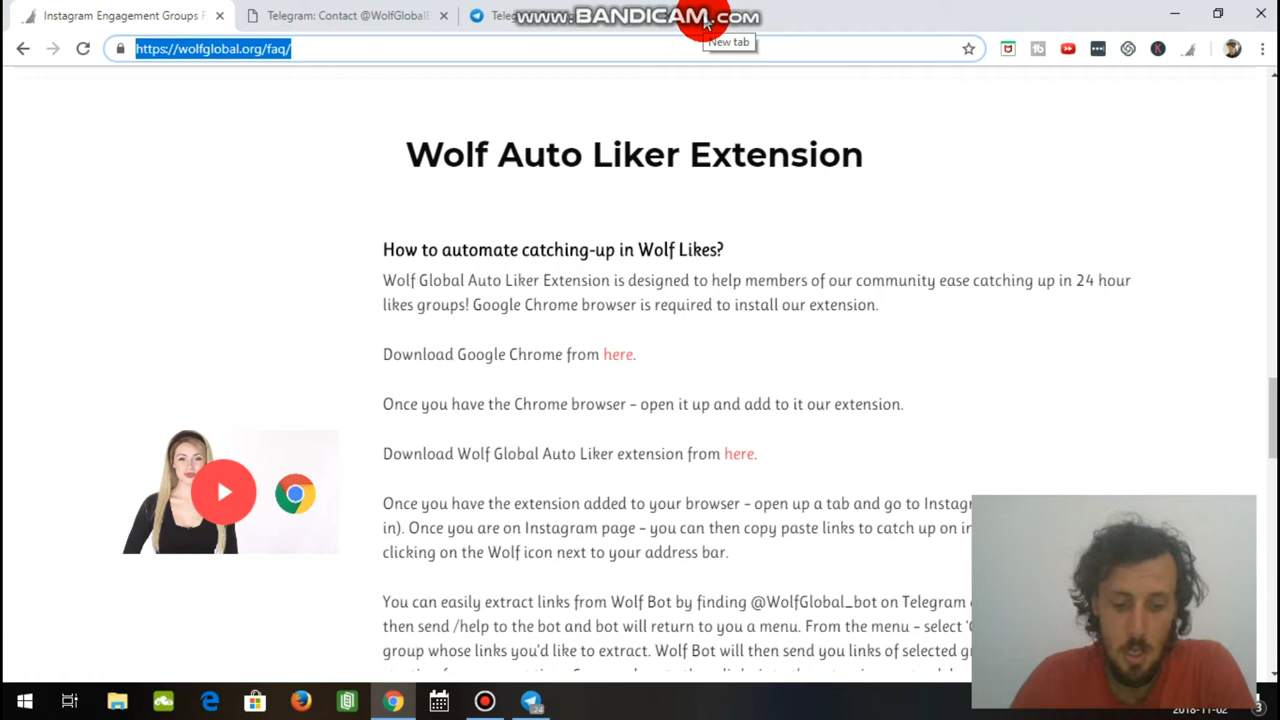 Instagram Engagement Groups F
Telegram: Contact @WolfGlobalE
Teleg
www.BANDICAM.com
New tab
https://wolfglobal.org/faq/
Wolf Auto Liker Extension
How to automate catching-up in Wolf Likes?
Wolf Global Auto Liker Extension is designed to help members of our community ease catching up in 24 hour
likes groups! Google Chrome browser is required to install our extension.
Download Google Chrome from here.
Once you have the Chrome browser – open it up and add to it our extension.
Download Wolf Global Auto Liker extension from here.
Once you have the extension added to your browser – open up a tab and go to Instag
in). Once you are on Instagram page – you can then copy paste links to catch up on in
clicking on the Wolf icon next to your address bar.
You can easily extract links from Wolf Bot by finding @WolfGlobal_bot on Telegram
then send /help to the bot and bot will return to you a menu. From the menu – select ‘C
group whose links you'd like to extract. Wolf Bot will then send you links of selected g
24
2018-11-02
3